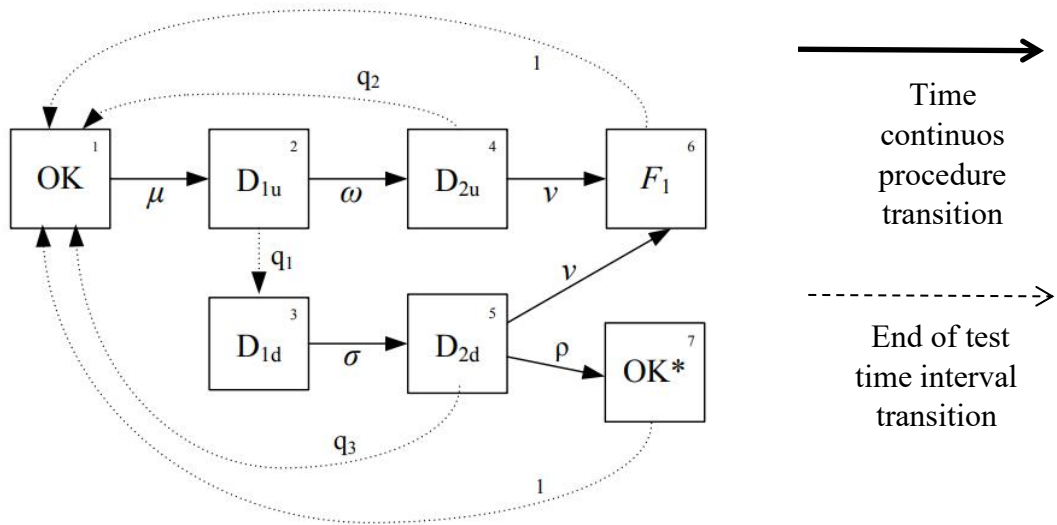 1
q2
OK 1
D1u 2
D2u 4
F1 6
μ
ω
ν
q1
ν
D1d 3
D2d 5
OK* 7
σ
ρ
q3
1
Time
continuos
procedure
transition
End of test
time interval
transition